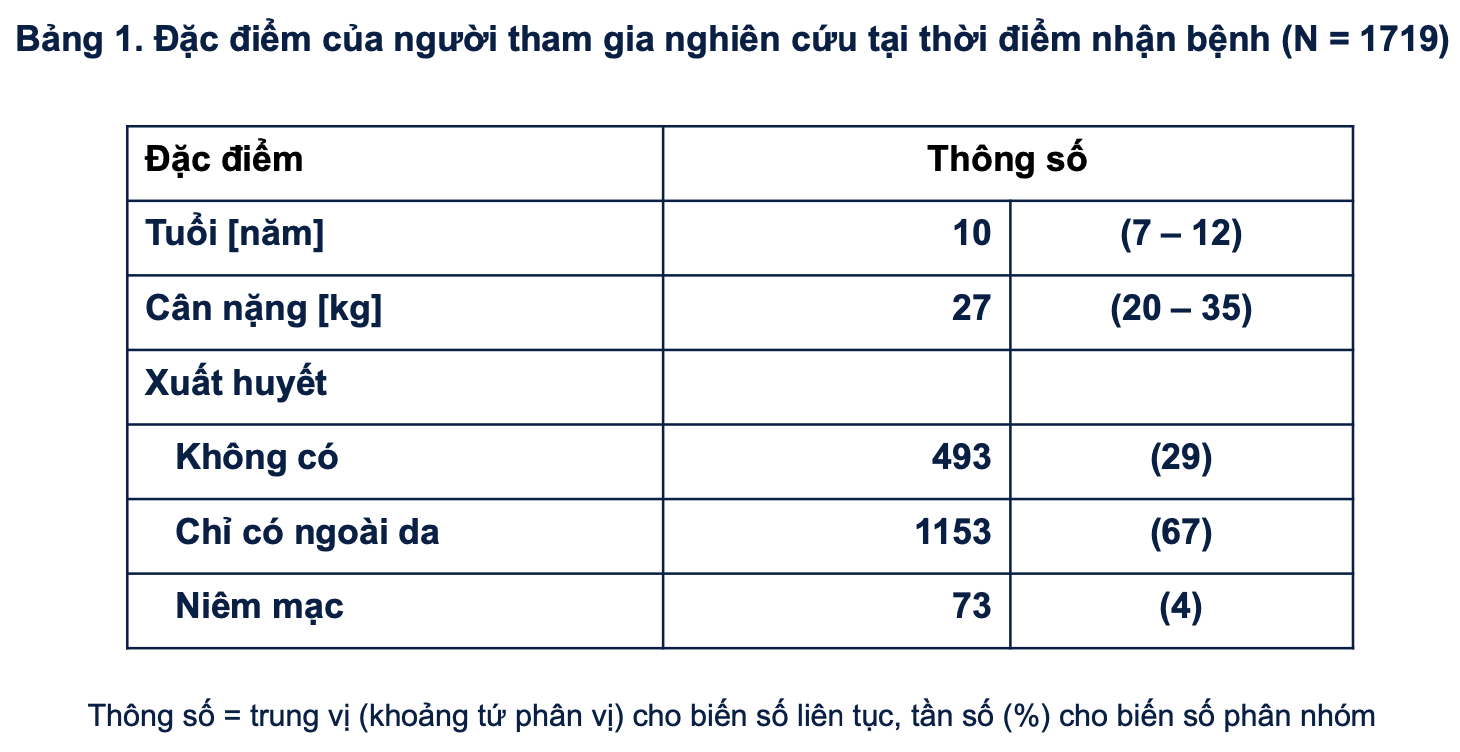 Bảng 1. Đặc điểm của người tham gia nghiên cứu tại thời điểm nhận bệnh (N = 1719)
Đặc điểm Thông số
Tuổi [năm] 10 (7 – 12)
Cân nặng [kg] 27 (20 – 35)
Xuất huyết
Không có 493 (29)
Chỉ có ngoài da 1153 (67)
Niêm mạc 73 (4)
Thông số = trung vị (khoảng tứ phân vị) cho biến số liên tục, tần số (%) cho biến số phân nhóm